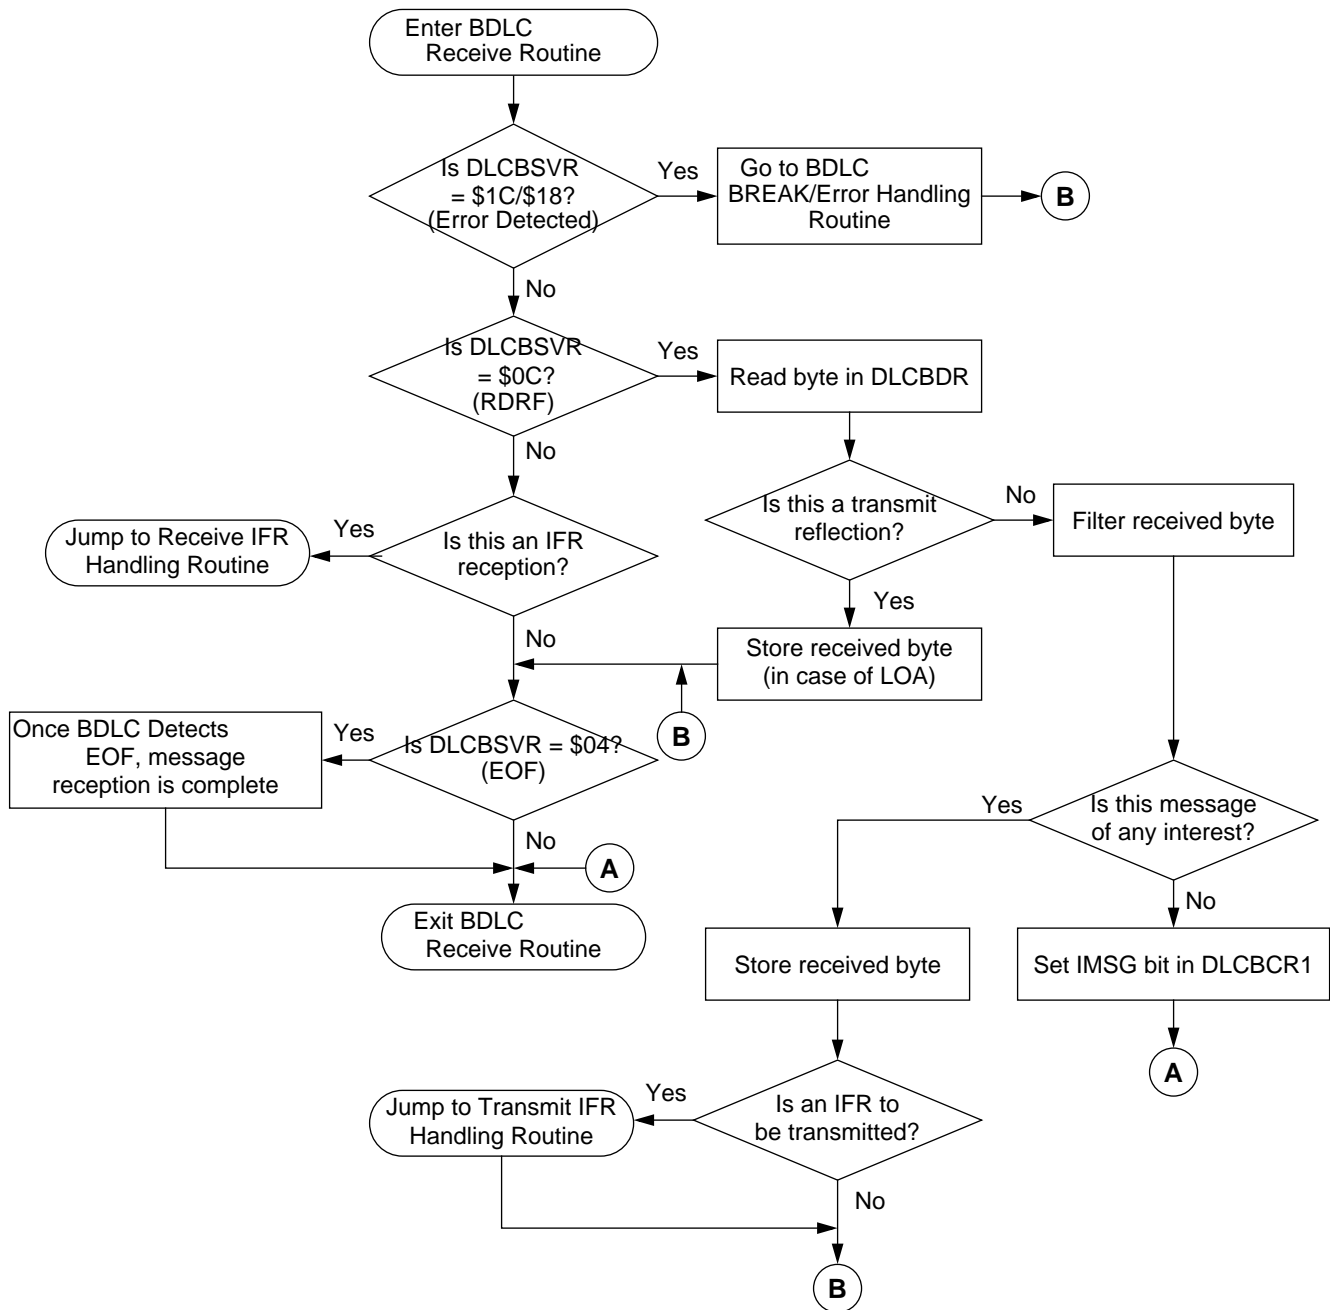 Enter BDLC
Receive Routine
Is DLCBSVR
= $1C/$18?
(Error Detected)
Yes
Go to BDLC
BREAK/Error Handling
Routine
B
No
Is DLCBSVR
= $0C?
(RDRF)
Yes
Read byte in DLCBDR
No
Is this a transmit
reflection?
No
Filter received byte
Jump to Receive IFR
Handling Routine
Yes
Is this an IFR
reception?
Yes
No
Store received byte
(in case of LOA)
B
Once BDLC Detects
EOF, message
reception is complete
Yes
Is DLCBSVR = $04?
(EOF)
Yes
Is this message
of any interest?
No
A
No
Exit BDLC
Receive Routine
Store received byte
Set IMSG bit in DLCBCR1
A
Jump to Transmit IFR
Handling Routine
Yes
Is an IFR to
be transmitted?
No
B